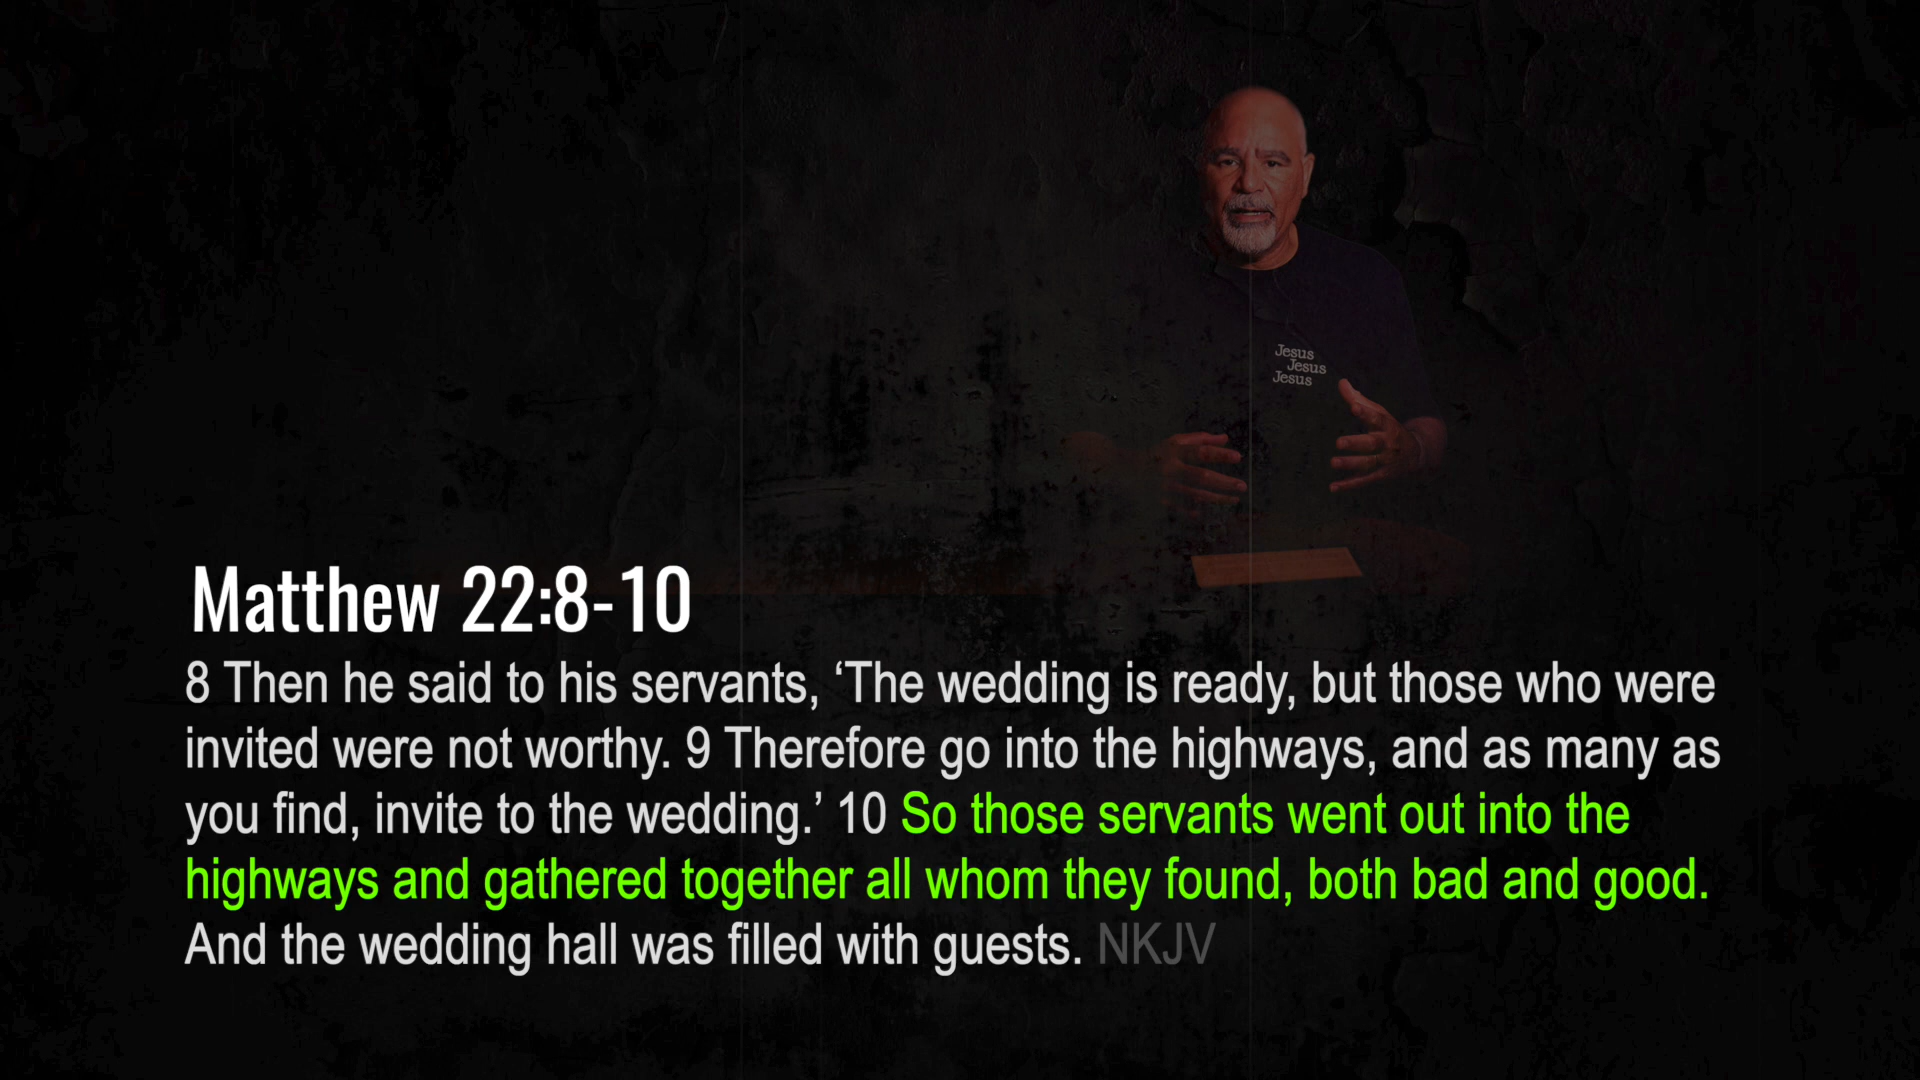 Jesus
Jesus
Jesus
Matthew 22:8-10
8 Then he said to his servants, ‘The wedding is ready, but those who were
invited were not worthy. 9 Therefore go into the highways, and as many as
you find, invite to the wedding.’ 10 So those servants went out into the
highways and gathered together all whom they found, both bad and good.
And the wedding hall was filled with guests. NKJV